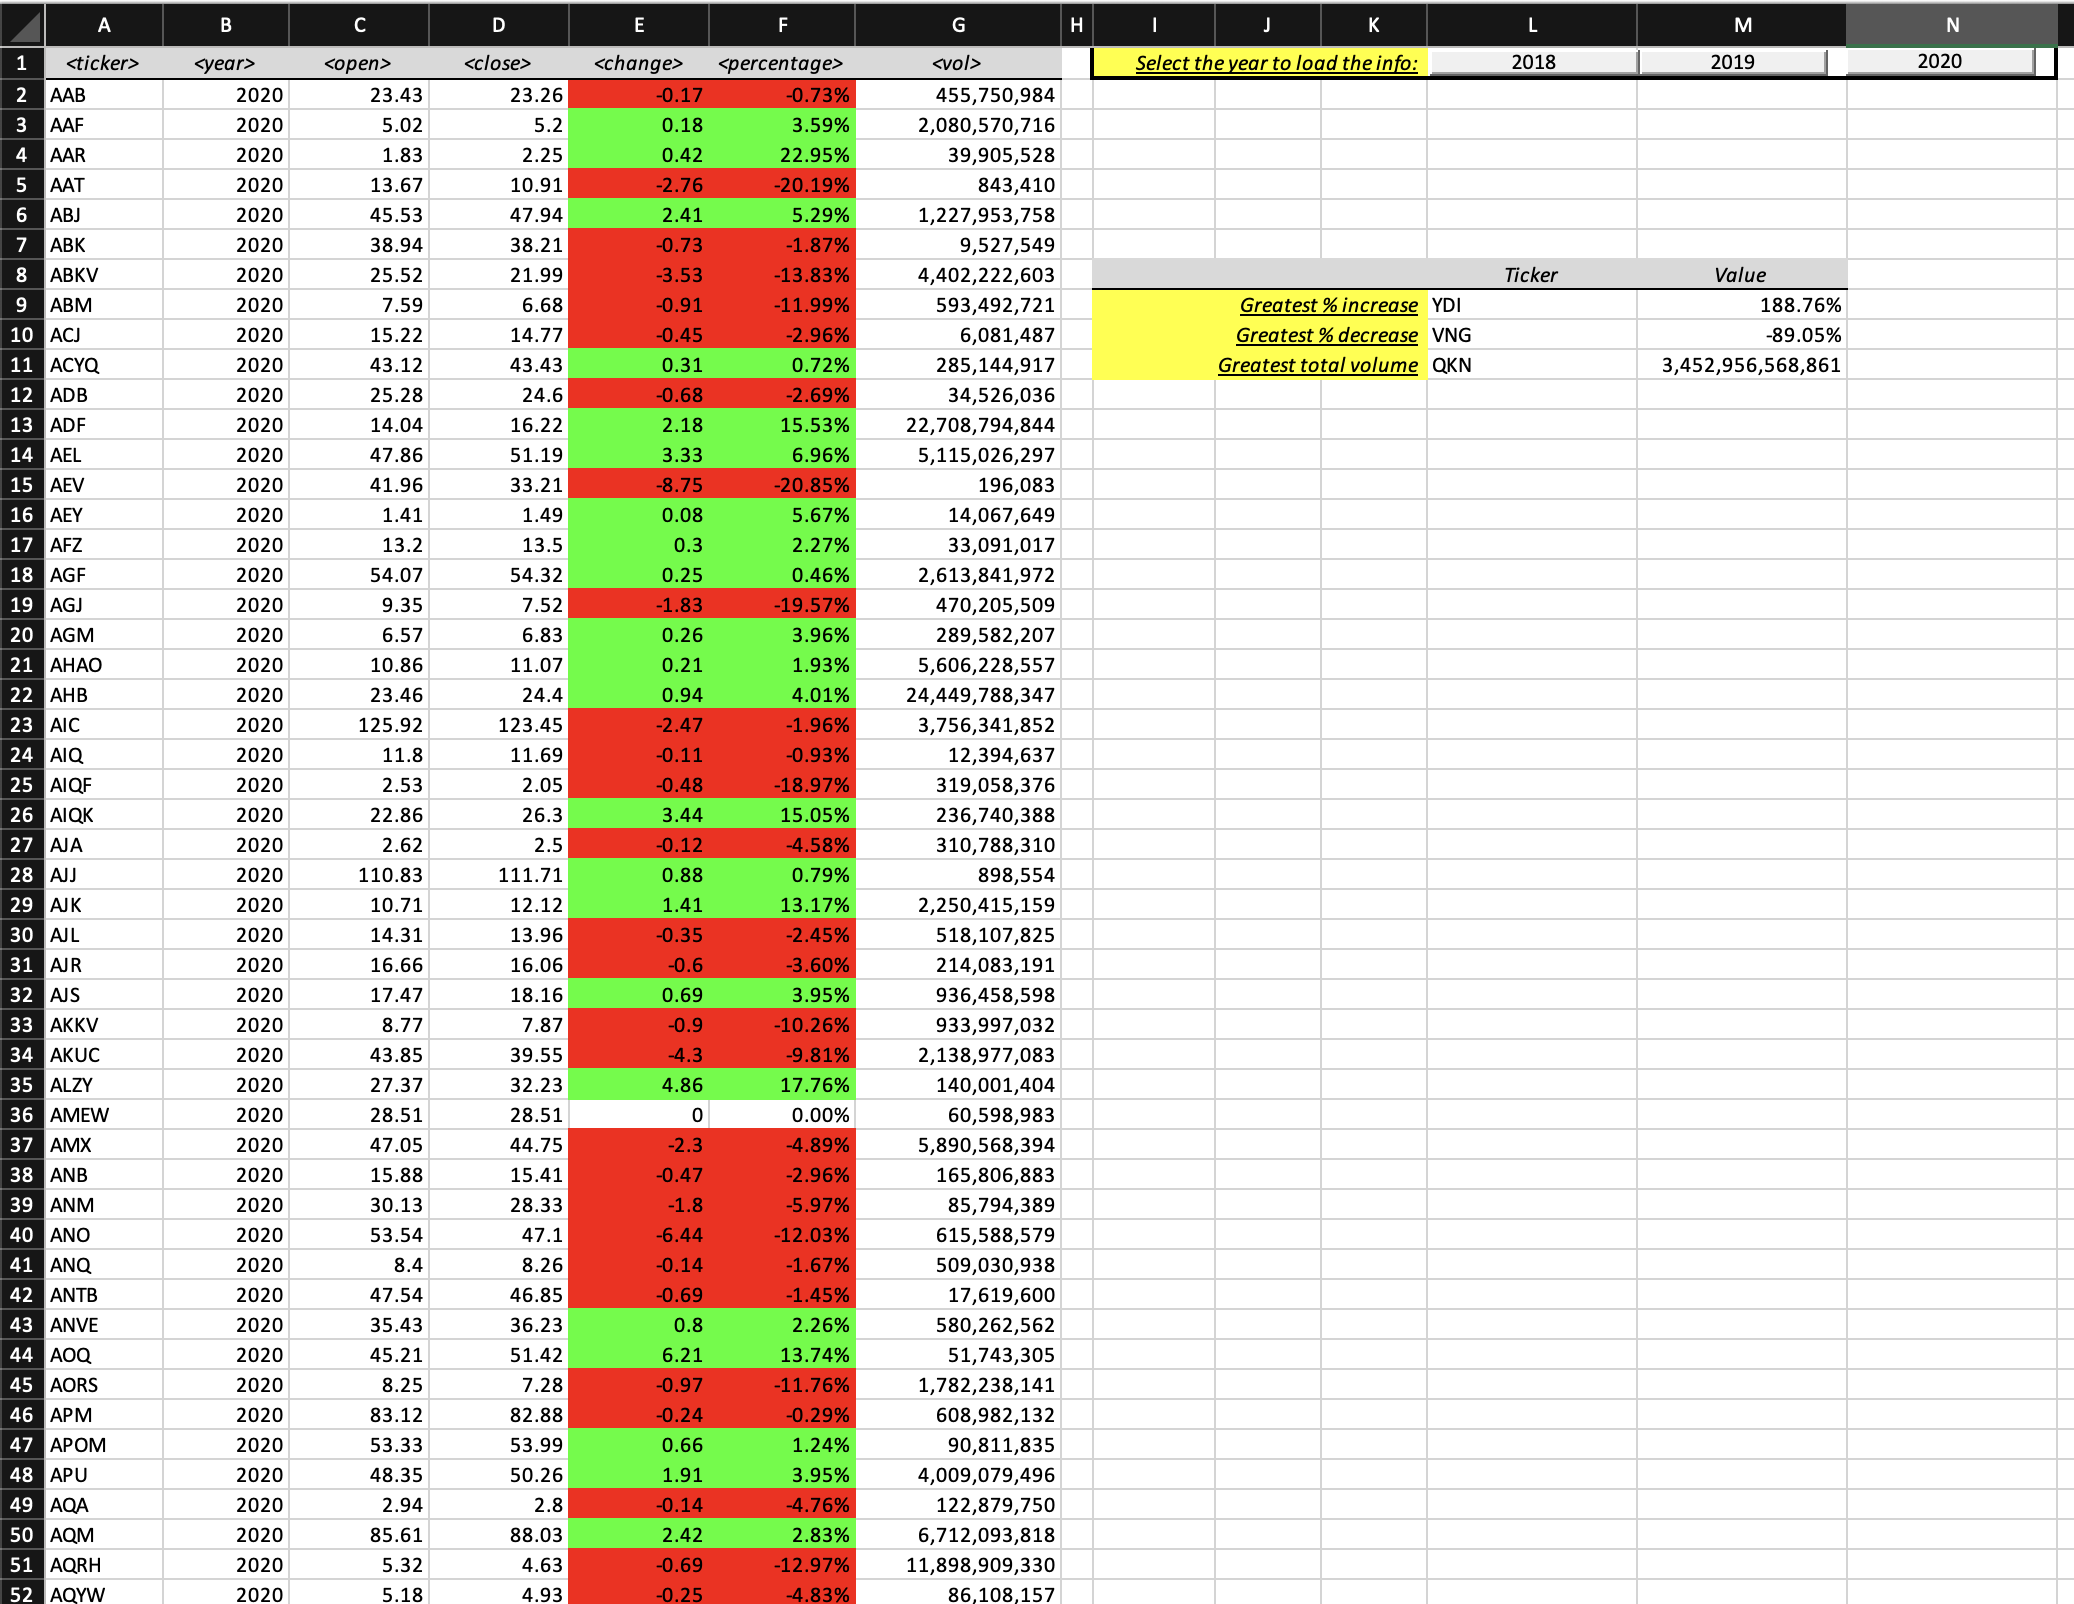 A B C D E F G H I J K L M N
1 <ticker> <year> <open> <close> <change> <percentage> <vol> Select the year to load the info: 2018 2019 2020
2 AAB 2020 23.43 23.26 -0.17 -0.73% 455,750,984
3 AAF 2020 5.02 5.2 0.18 3.59% 2,080,570,716
4 AAR 2020 1.83 2.25 0.42 22.95% 39,905,528
5 AAT 2020 13.67 10.91 -2.76 -20.19% 843,410
6 ABJ 2020 45.53 47.94 2.41 5.29% 1,227,953,758
7 ABK 2020 38.94 38.21 -0.73 -1.87% 9,527,549
8 ABKV 2020 25.52 21.99 -3.53 -13.83% 4,402,222,603 Ticker Value
9 ABM 2020 7.59 6.68 -0.91 -11.99% 593,492,721 Greatest % increase YDI 188.76%
10 ACJ 2020 15.22 14.77 -0.45 -2.96% 6,081,487 Greatest % decrease VNG -89.05%
11 ACYQ 2020 43.12 43.43 0.31 0.72% 285,144,917 Greatest total volume QKN 3,452,956,568,861
12 ADB 2020 25.28 24.6 -0.68 -2.69% 34,526,036
13 ADF 2020 14.04 16.22 2.18 15.53% 22,708,794,844
14 AEL 2020 47.86 51.19 3.33 6.96% 5,115,026,297
15 AEV 2020 41.96 33.21 -8.75 -20.85% 196,083
16 AEY 2020 1.41 1.49 0.08 5.67% 14,067,649
17 AFZ 2020 13.2 13.5 0.3 2.27% 33,091,017
18 AGF 2020 54.07 54.32 0.25 0.46% 2,613,841,972
19 AGJ 2020 9.35 7.52 -1.83 -19.57% 470,205,509
20 AGM 2020 6.57 6.83 0.26 3.96% 289,582,207
21 AHAO 2020 10.86 11.07 0.21 1.93% 5,606,228,557
22 AHB 2020 23.46 24.4 0.94 4.01% 24,449,788,347
23 AIC 2020 125.92 123.45 -2.47 -1.96% 3,756,341,852
24 AIQ 2020 11.8 11.69 -0.11 -0.93% 12,394,637
25 AIQF 2020 2.53 2.05 -0.48 -18.97% 319,058,376
26 AIQK 2020 22.86 26.3 3.44 15.05% 236,740,388
27 AJA 2020 2.62 2.5 -0.12 -4.58% 310,788,310
28 AJJ 2020 110.83 111.71 0.88 0.79% 898,554
29 AJK 2020 10.71 12.12 1.41 13.17% 2,250,415,159
30 AJL 2020 14.31 13.96 -0.35 -2.45% 518,107,825
31 AJR 2020 16.66 16.06 -0.6 -3.60% 214,083,191
32 AJS 2020 17.47 18.16 0.69 3.95% 936,458,598
33 AKKV 2020 8.77 7.87 -0.9 -10.26% 933,997,032
34 AKUC 2020 43.85 39.55 -4.3 -9.81% 2,138,977,083
35 ALZY 2020 27.37 32.23 4.86 17.76% 140,001,404
36 AMEW 2020 28.51 28.51 0 0.00% 60,598,983
37 AMX 2020 47.05 44.75 -2.3 -4.89% 5,890,568,394
38 ANB 2020 15.88 15.41 -0.47 -2.96% 165,806,883
39 ANM 2020 30.13 28.33 -1.8 -5.97% 85,794,389
40 ANO 2020 53.54 47.1 -6.44 -12.03% 615,588,579
41 ANQ 2020 8.4 8.26 -0.14 -1.67% 509,030,938
42 ANTB 2020 47.54 46.85 -0.69 -1.45% 17,619,600
43 ANVE 2020 35.43 36.23 0.8 2.26% 580,262,562
44 AOQ 2020 45.21 51.42 6.21 13.74% 51,743,305
45 AORS 2020 8.25 7.28 -0.97 -11.76% 1,782,238,141
46 APM 2020 83.12 82.88 -0.24 -0.29% 608,982,132
47 APOM 2020 53.33 53.99 0.66 1.24% 90,811,835
48 APU 2020 48.35 50.26 1.91 3.95% 4,009,079,496
49 AQA 2020 2.94 2.8 -0.14 -4.76% 122,879,750
50 AQM 2020 85.61 88.03 2.42 2.83% 6,712,093,818
51 AQRH 2020 5.32 4.63 -0.69 -12.97% 11,898,909,330
52 AQYW 2020 5.18 4.93 -0.25 -4.83% 86,108,157